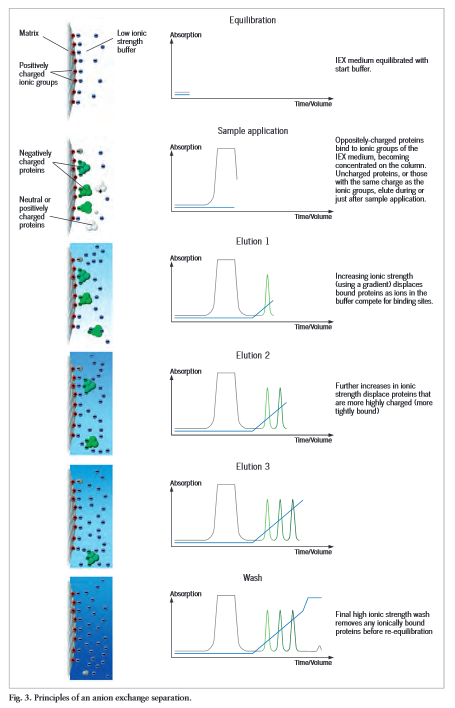 Equilibration
Matrix
Low ionic
strength
buffer
Positively
charged
ionic groups
Absorption
Time/Volume
IEX medium equilibrated with
start buffer.
Sample application
Negatively
charged
proteins
Neutral or
positively
charged
proteins
Absorption
Time/Volume
Oppositely-charged proteins
bind to ionic groups of the
IEX medium, becoming
concentrated on the column.
Uncharged proteins, or those
with the same charge as the
ionic groups, elute during or
just after sample application.
Elution 1
Absorption
Time/Volume
Increasing ionic strength
(using a gradient) displaces
bound proteins as ions in
the buffer compete for binding sites.
Elution 2
Absorption
Time/Volume
Further increases in ionic
strength displace proteins that
are more highly charged (more
tightly bound)
Elution 3
Absorption
Time/Volume
Wash
Absorption
Time/Volume
Final high ionic strength wash
removes any ionically bound
proteins before re-equilibration
Fig. 3. Principles of an anion exchange separation.